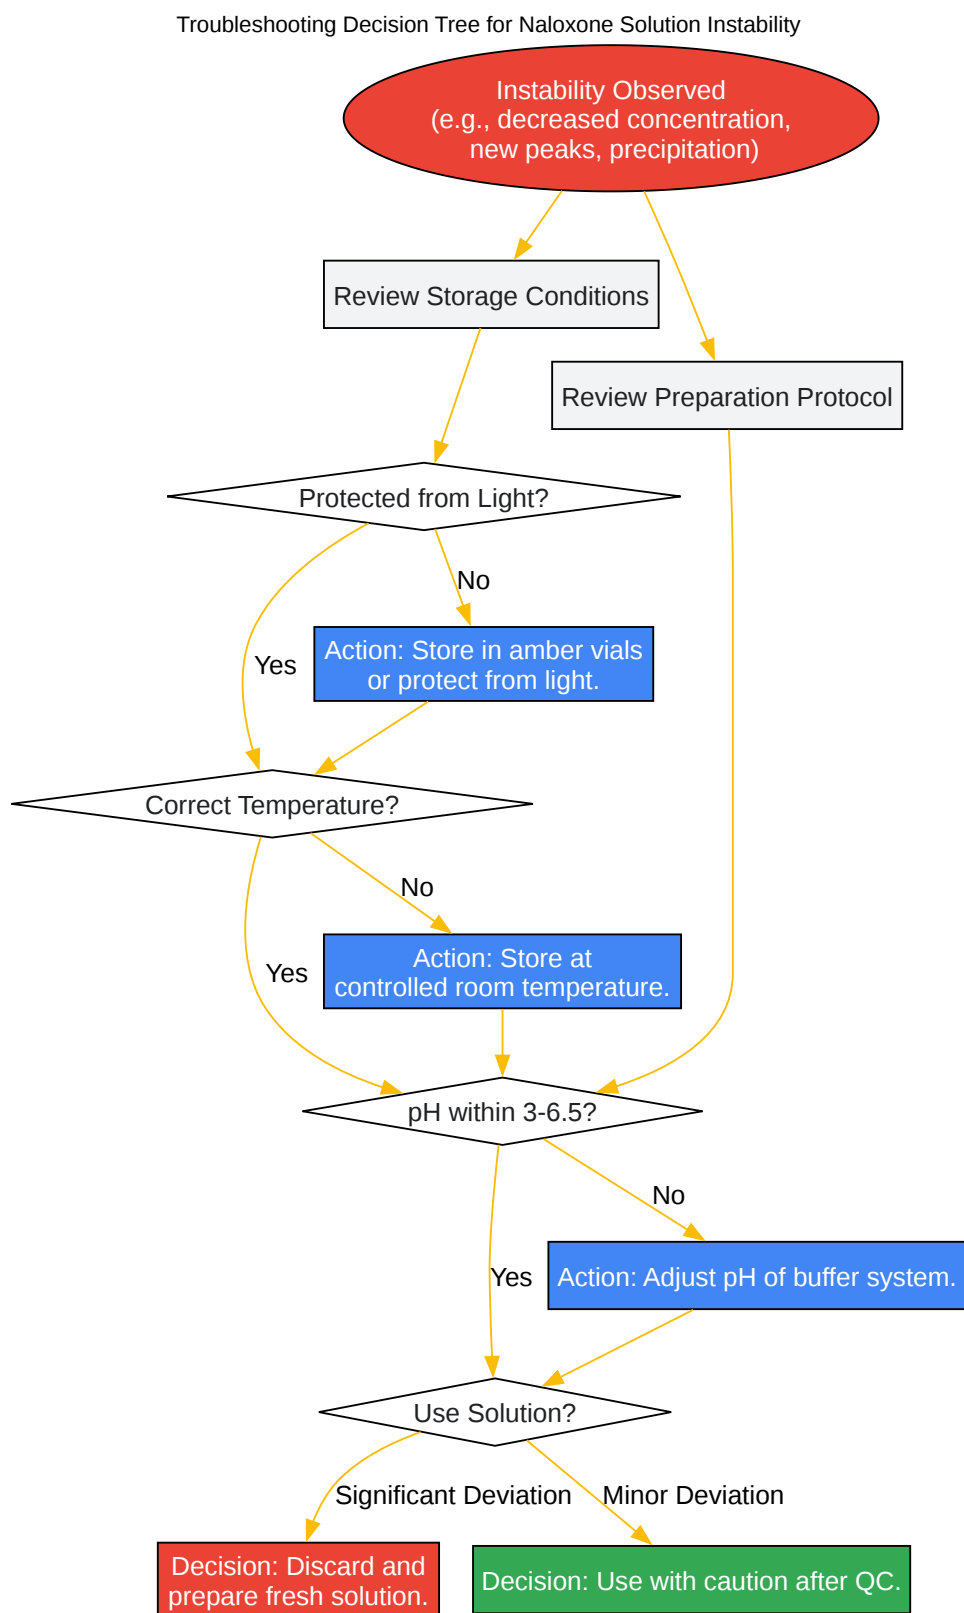 Troubleshooting Decision Tree for Naloxone Solution Instability
Instability Observed
(e.g., decreased concentration,
new peaks, precipitation)
Review Storage Conditions
Review Preparation Protocol
Protected from Light?
No
Action: Store in amber vials
or protect from light.
Yes
Correct Temperature?
No
Action: Store at
controlled room temperature.
Yes
pH within 3-6.5?
No
Action: Adjust pH of buffer system.
Yes
Use Solution?
Significant Deviation
Minor Deviation
Decision: Discard and
prepare fresh solution.
Decision: Use with caution after QC.